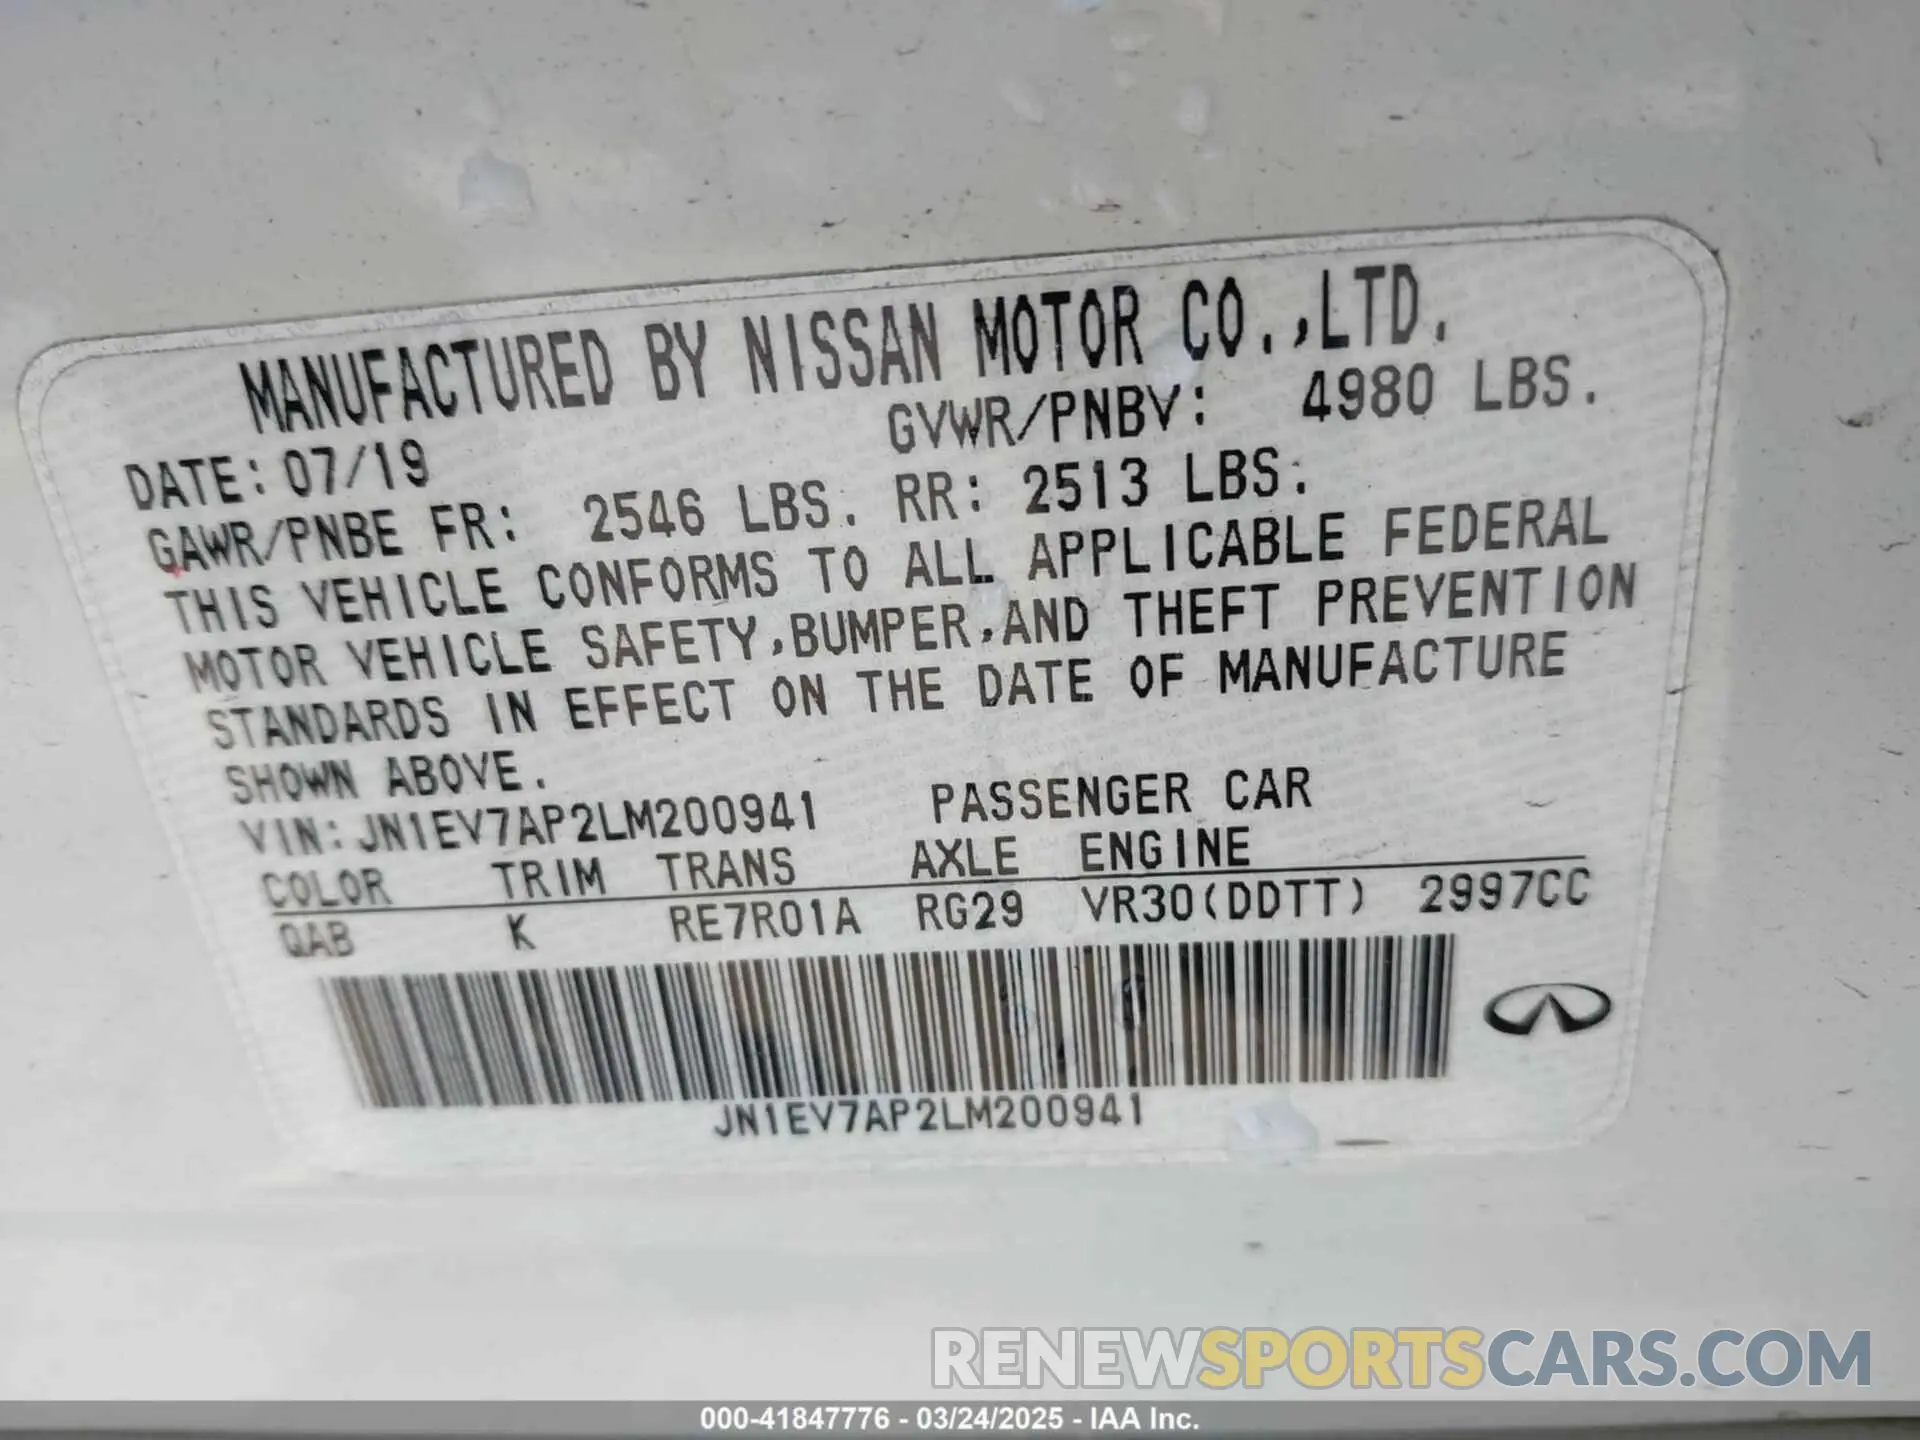 MANUFACTURED BY NISSAN MOTOR CO.,LTD.
DATE: 07/19 GVWR/PNBV: 4980 LBS.
GAWR/PNBE FR: 2546 LBS. RR: 2513 LBS.
THIS VEHICLE CONFORMS TO ALL APPLICABLE FEDERAL
MOTOR VEHICLE SAFETY,BUMPER,AND THEFT PREVENTION
STANDARDS IN EFFECT ON THE DATE OF MANUFACTURE
SHOWN ABOVE.
VIN:JN1EV7AP2LM200941 PASSENGER CAR
COLOR TRIM TRANS AXLE ENGINE
QAB K RE7R01A RG29 VR30(DDTT) 2997CC
JN1EV7AP2LM200941
RENEWSPORTSCARS.COM
000-41847776 - 03/24/2025 - IAA Inc.